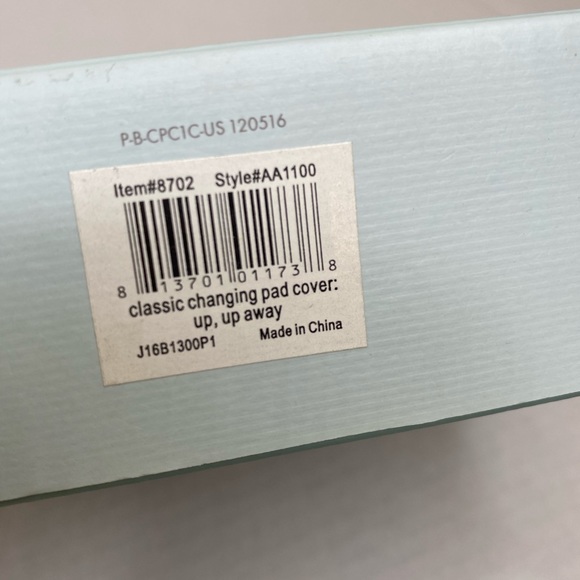 P-B-CPC1C-US 120516
Item#8702 Style#AA1100
8 13701 01173 8
classic changing pad cover:
up, up away
J16B1300P1 Made in China